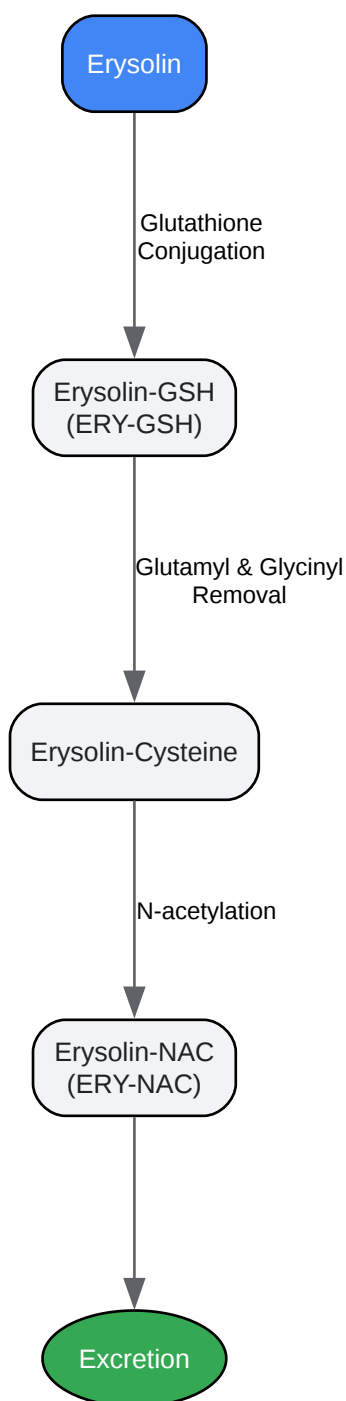 Erysolin
Glutathione
Conjugation
Erysolin-GSH
(ERY-GSH)
Glutamyl & Glycinyl
Removal
Erysolin-Cysteine
N-acetylation
Erysolin-NAC
(ERY-NAC)
Excretion